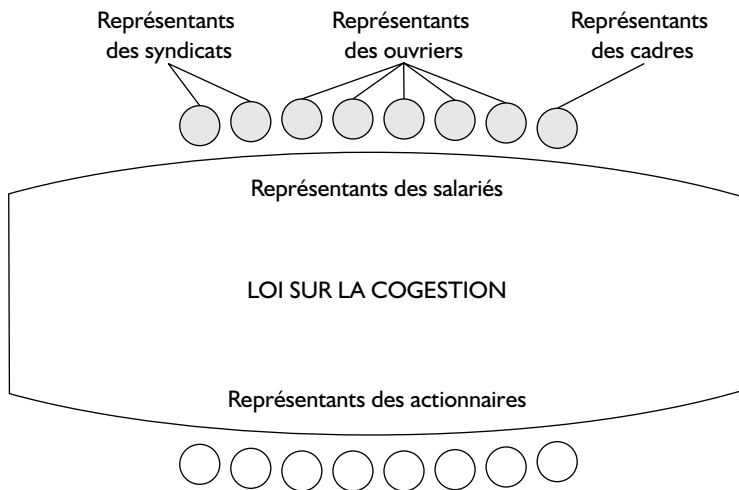 Représentants
des syndicats
Représentants
des ouvriers
Représentants
des cadres
Représentants des salariés
LOI SUR LA COGESTION
Représentants des actionnaires